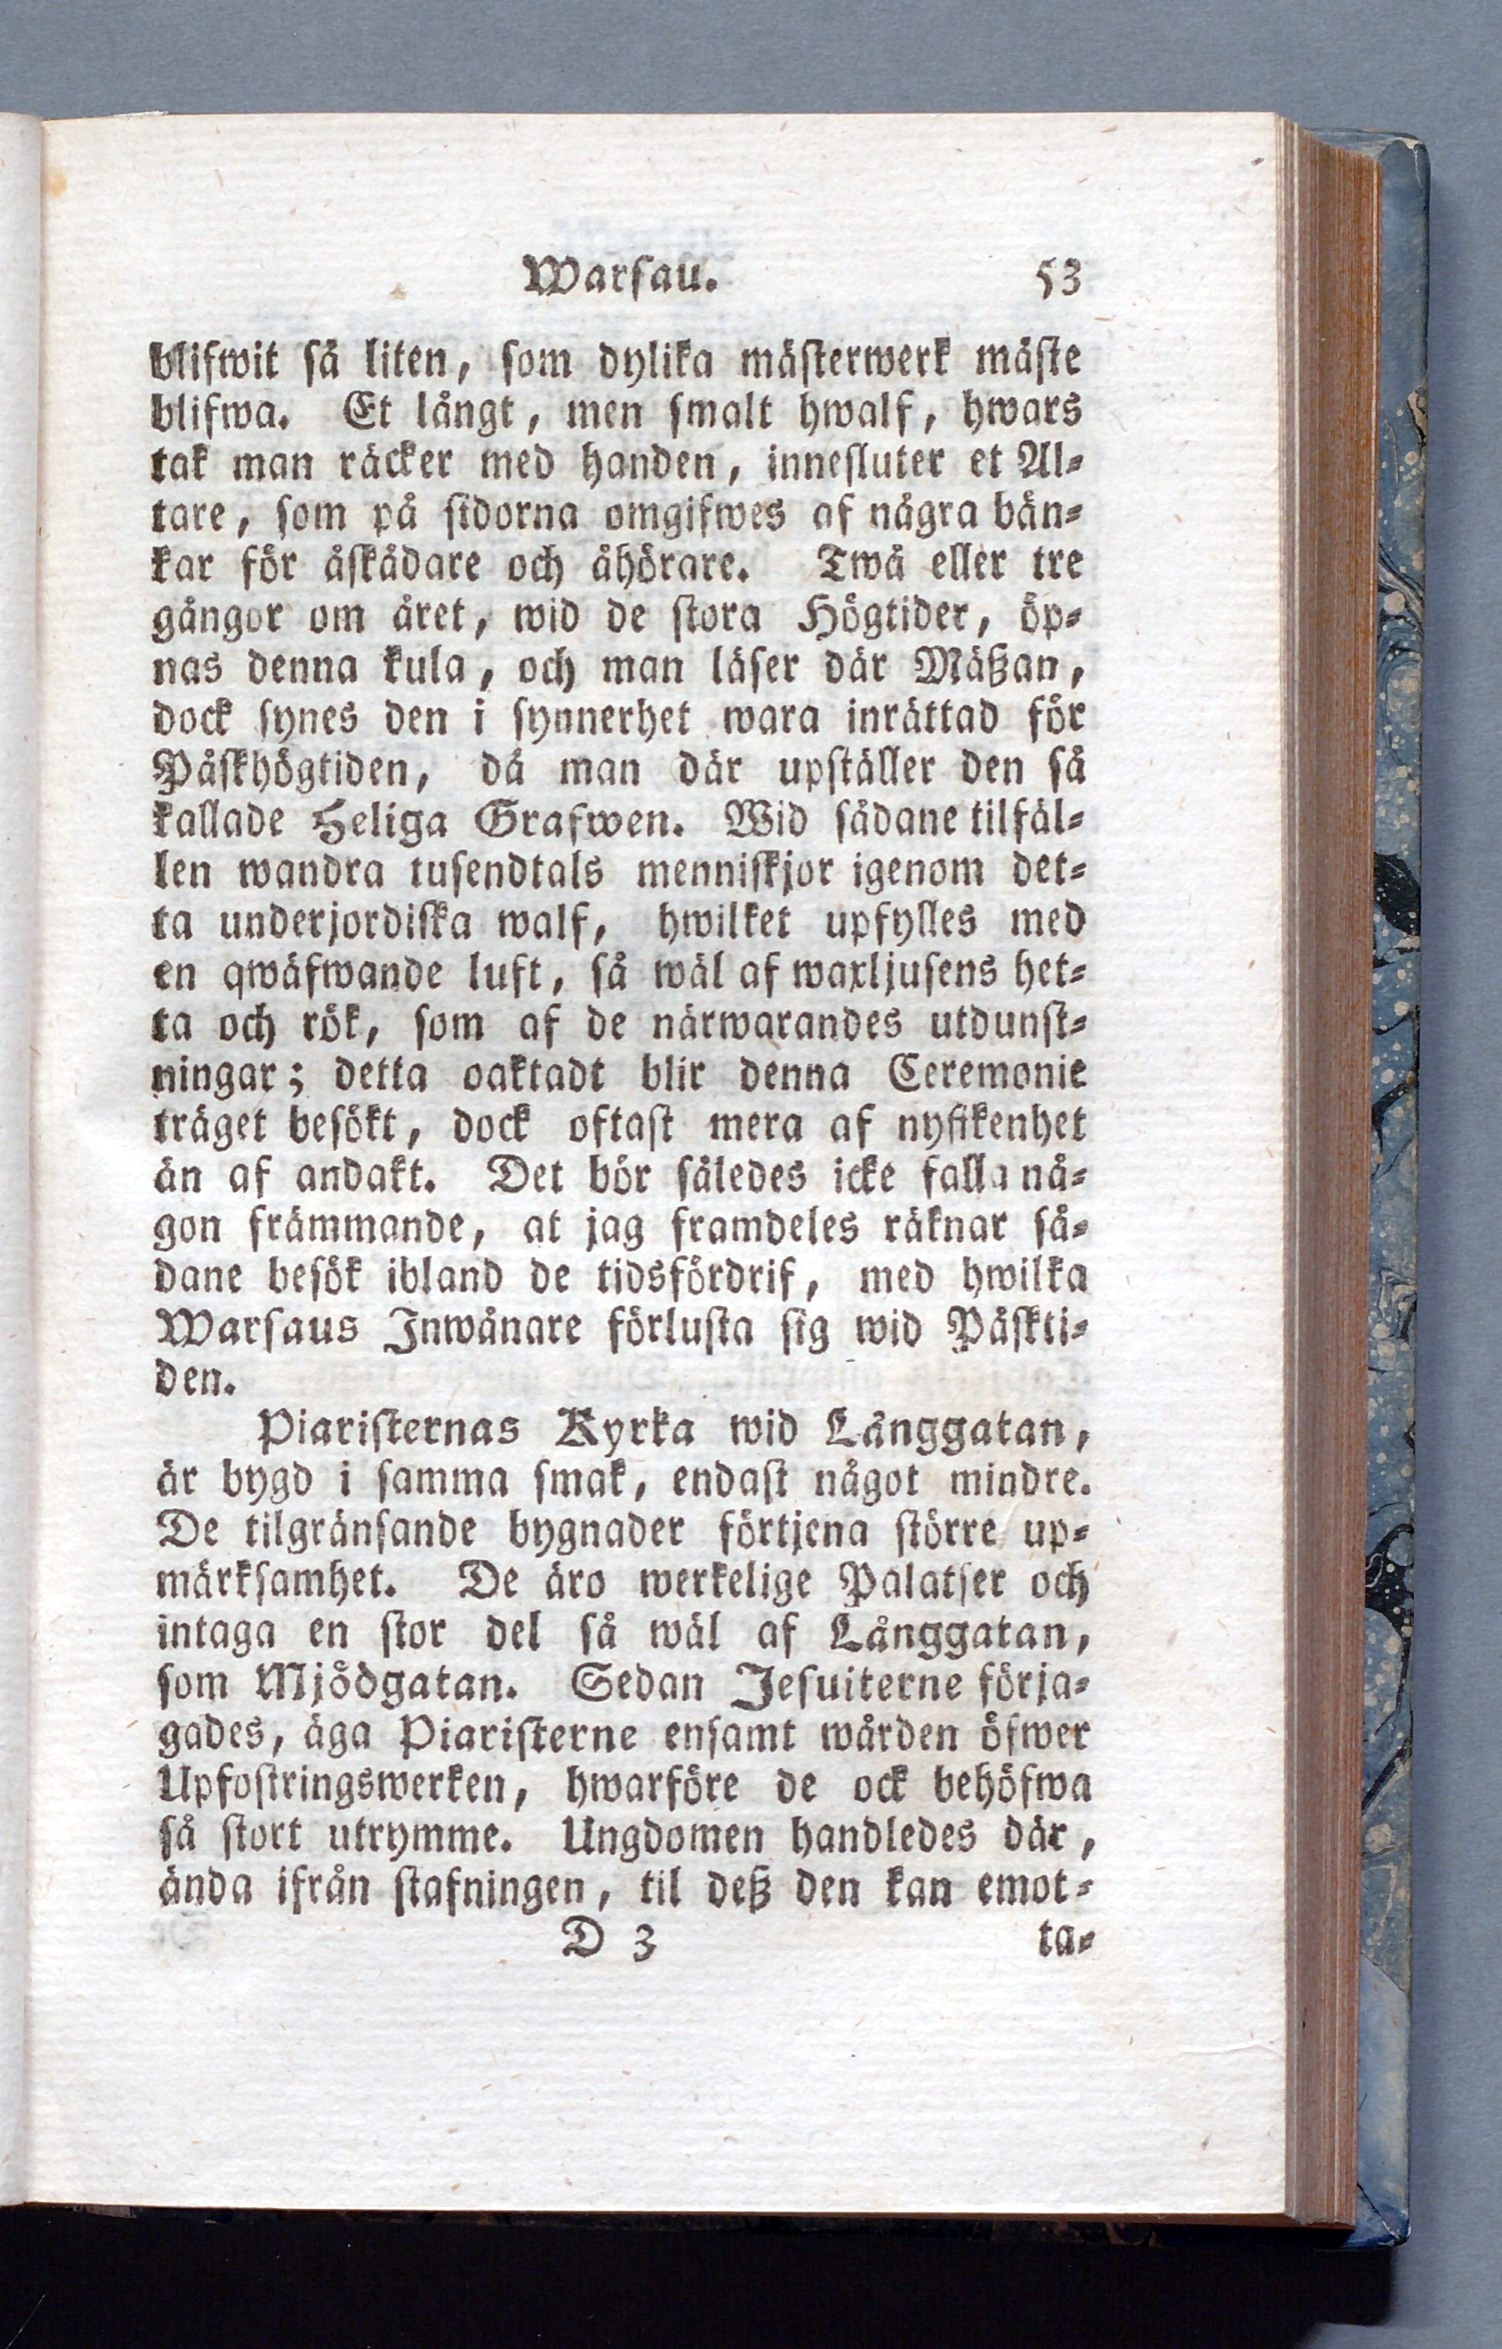 Warsau. 53
blifwit så liten, som dylika mästerwerk måste
blifwa. Et långt, men smalt hwalf, hwars
tak man räcker med handen, innesluter et Al-
tare, som på sidorna omgifwes af några bän-
kar för åskådare och åhörare. Twå eller tre
gångor om året, wid de stora Högtider, öp-
nas denna kula, och man läser där Mäßan,
dock synes den i synnerhet wara inrättad för
Påskhögtiden, då man där upställer den så
kallade Heliga Grafwen. Wid sådane tilfäl-
len wandra tusendtals menniskjor igenom det-
ta underjordiska walf, hwilket upfylles med
en qwäfwande luft, så wäl af waxljusens het-
ta och rök, som af de närwarandes utdunst-
ningar; detta oaktadt blir denna Ceremonie
träget besökt, dock oftast mera af nyfikenhet
än af andakt. Det bör således icke falla nå-
gon främmande, at jag framdeles räknar så-
dane besök ibland de tidsfördrif, med hwilka
Warsaus Inwånare förlusta sig wid Påskti-
den.
Piaristernas Kyrka wid Långgatan,
är bygd i samma smak, endast något mindre.
De tilgränsande bygnader förtjena större up-
märksamhet. De äro werkelige Palatser och
intaga en stor del så wäl af Långgatan,
som Mjödgatan. Sedan Jesuiterne förja-
gades, äga Piaristerne ensamt wården öfwer
Upfostringswerken, hwarföre de ock behöfwa
så stort utrymme. Ungdomen handledes där,
ända ifrån stafningen, til deß den kan emot-
D 3 ta-